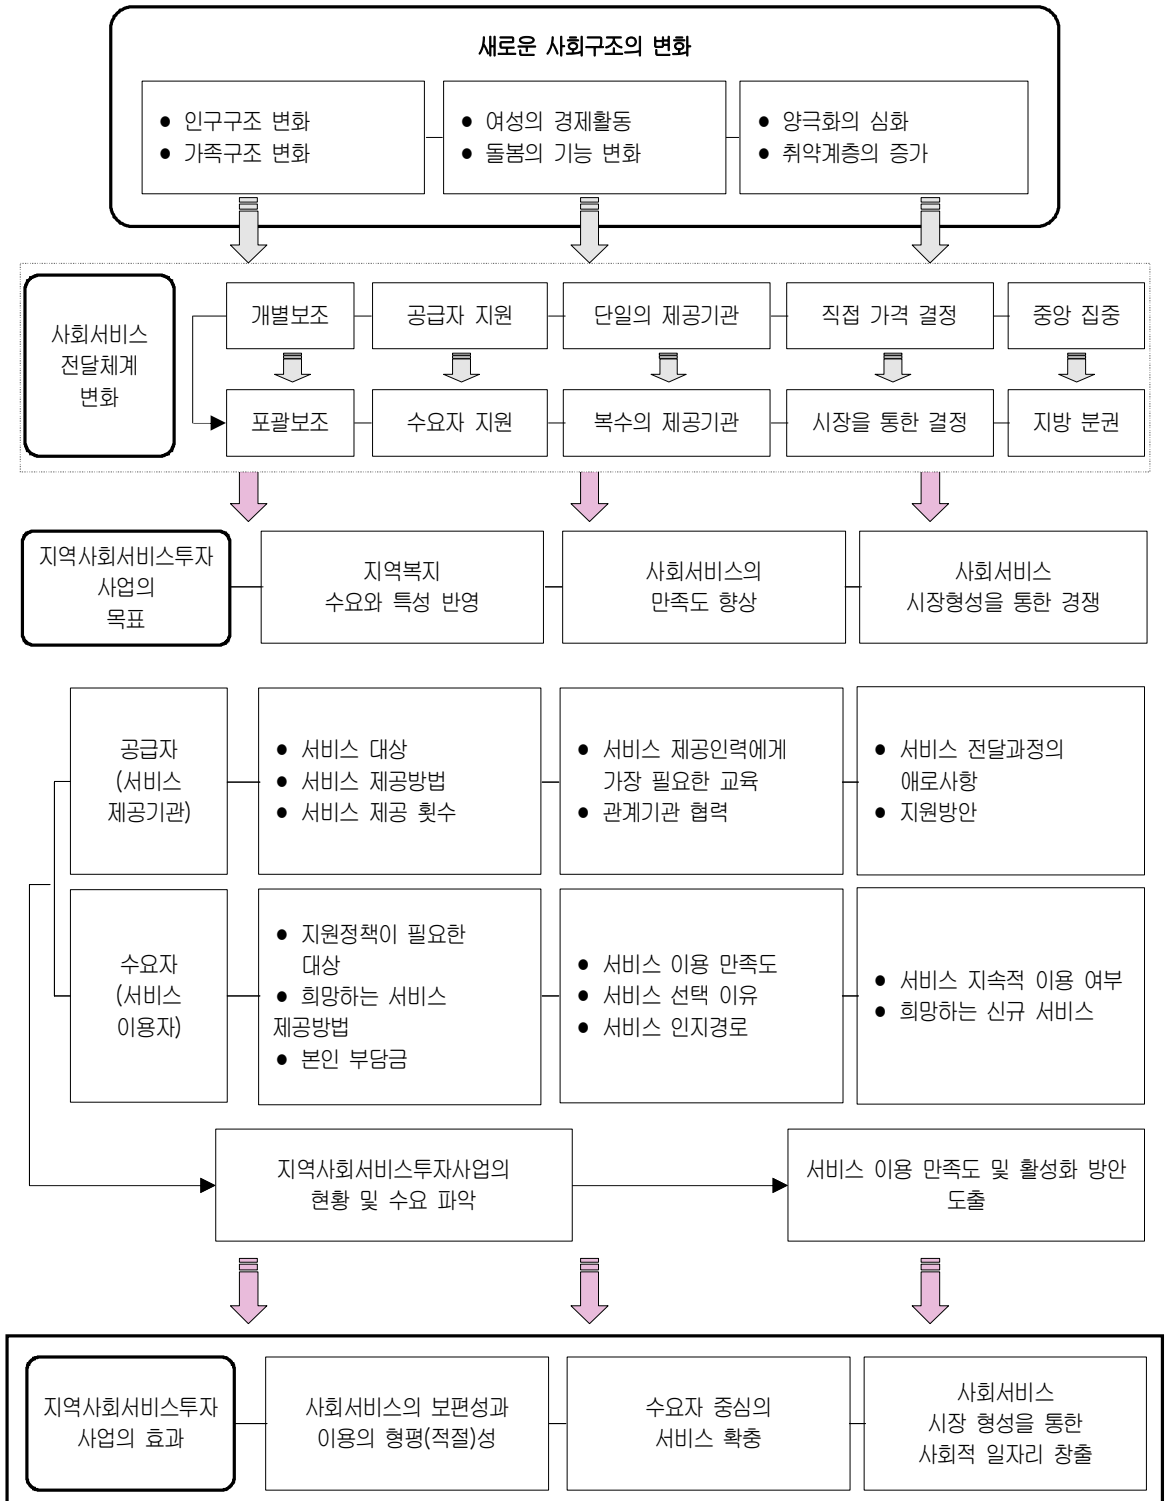 새로운 사회구조의 변화
● 인구구조 변화
● 가족구조 변화
● 여성의 경제활동
● 돌봄의 기능 변화
● 양극화의 심화
● 취약계층의 증가
사회서비스
전달체계
변화
개별보조
공급자 지원
단일의 제공기관
직접 가격 결정
중앙 집중
포괄보조
수요자 지원
복수의 제공기관
시장을 통한 결정
지방 분권
지역사회서비스투자
사업의
목표
지역복지
수요와 특성 반영
사회서비스의
만족도 향상
사회서비스
시장형성을 통한 경쟁
공급자
(서비스
제공기관)
● 서비스 대상
● 서비스 제공방법
● 서비스 제공 횟수
● 서비스 제공인력에게
가장 필요한 교육
● 관계기관 협력
● 서비스 전달과정의
애로사항
● 지원방안
수요자
(서비스
이용자)
● 지원정책이 필요한
대상
● 희망하는 서비스
제공방법
● 본인 부담금
● 서비스 이용 만족도
● 서비스 선택 이유
● 서비스 인지경로
● 서비스 지속적 이용 여부
● 희망하는 신규 서비스
지역사회서비스투자사업의
현황 및 수요 파악
서비스 이용 만족도 및 활성화 방안
도출
지역사회서비스투자
사업의 효과
사회서비스의 보편성과
이용의 형평(적절)성
수요자 중심의
서비스 확충
사회서비스
시장 형성을 통한
사회적 일자리 창출